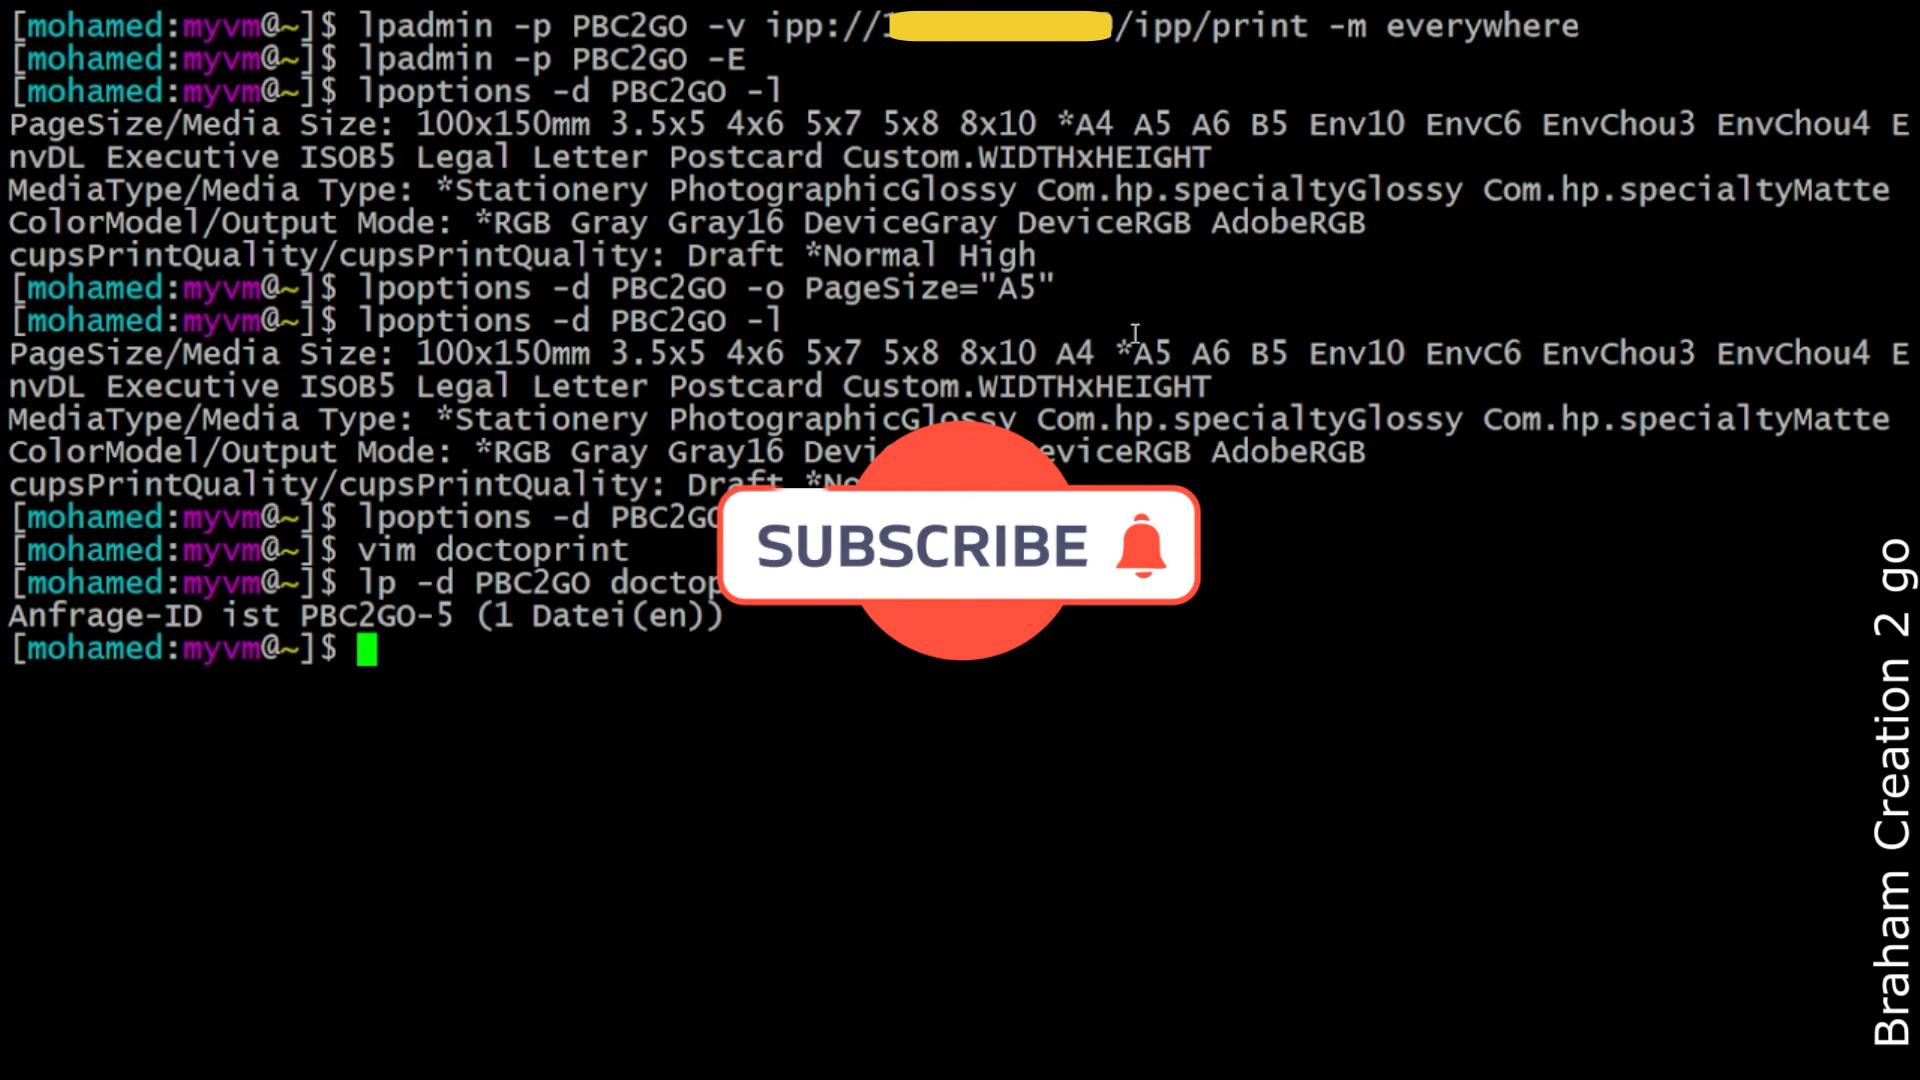 [mohamed:myvm@~]$ lpadmin -p PBC2GO -v ipp:// /ipp/print -m everywhere
[mohamed:myvm@~]$ lpadmin -p PBC2GO -E
[mohamed:myvm@~]$ lpoptions -d PBC2GO -l
PageSize/Media Size: 100x150mm 3.5x5 4x6 5x7 5x8 8x10 *A4 A5 A6 B5 Env10 EnvC6 EnvChou3 EnvChou4 E
nvDL Executive ISOB5 Legal Letter Postcard Custom.WIDTHxHEIGHT
MediaType/Media Type: *Stationery PhotographicGlossy Com.hp.specialtyGlossy Com.hp.specialtyMatte
ColorModel/Output Mode: *RGB Gray Gray16 DeviceGray DeviceRGB AdobeRGB
cupsPrintQuality/cupsPrintQuality: Draft *Normal High
[mohamed:myvm@~]$ lpoptions -d PBC2GO -o PageSize="A5"
[mohamed:myvm@~]$ lpoptions -d PBC2GO -l
PageSize/Media Size: 100x150mm 3.5x5 4x6 5x7 5x8 8x10 A4 *A5 A6 B5 Env10 EnvC6 EnvChou3 EnvChou4 E
nvDL Executive ISOB5 Legal Letter Postcard Custom.WIDTHxHEIGHT
MediaType/Media Type: *Stationery PhotographicGlossy Com.hp.specialtyGlossy Com.hp.specialtyMatte
ColorModel/Output Mode: *RGB Gray Gray16 AdobeRGB
cupsPrintQuality/cupsPrintQuality: Draft
[mohamed:myvm@~]$ lpoptions -d PBC2GO
[mohamed:myvm@~]$ vim doctoprint
[mohamed:myvm@~]$ lp -d PBC2GO
Anfrage-ID ist PBC2GO-5 (1 Datei(en))
[mohamed:myvm@~]$
SUBSCRIBE
Braham Creation 2 go